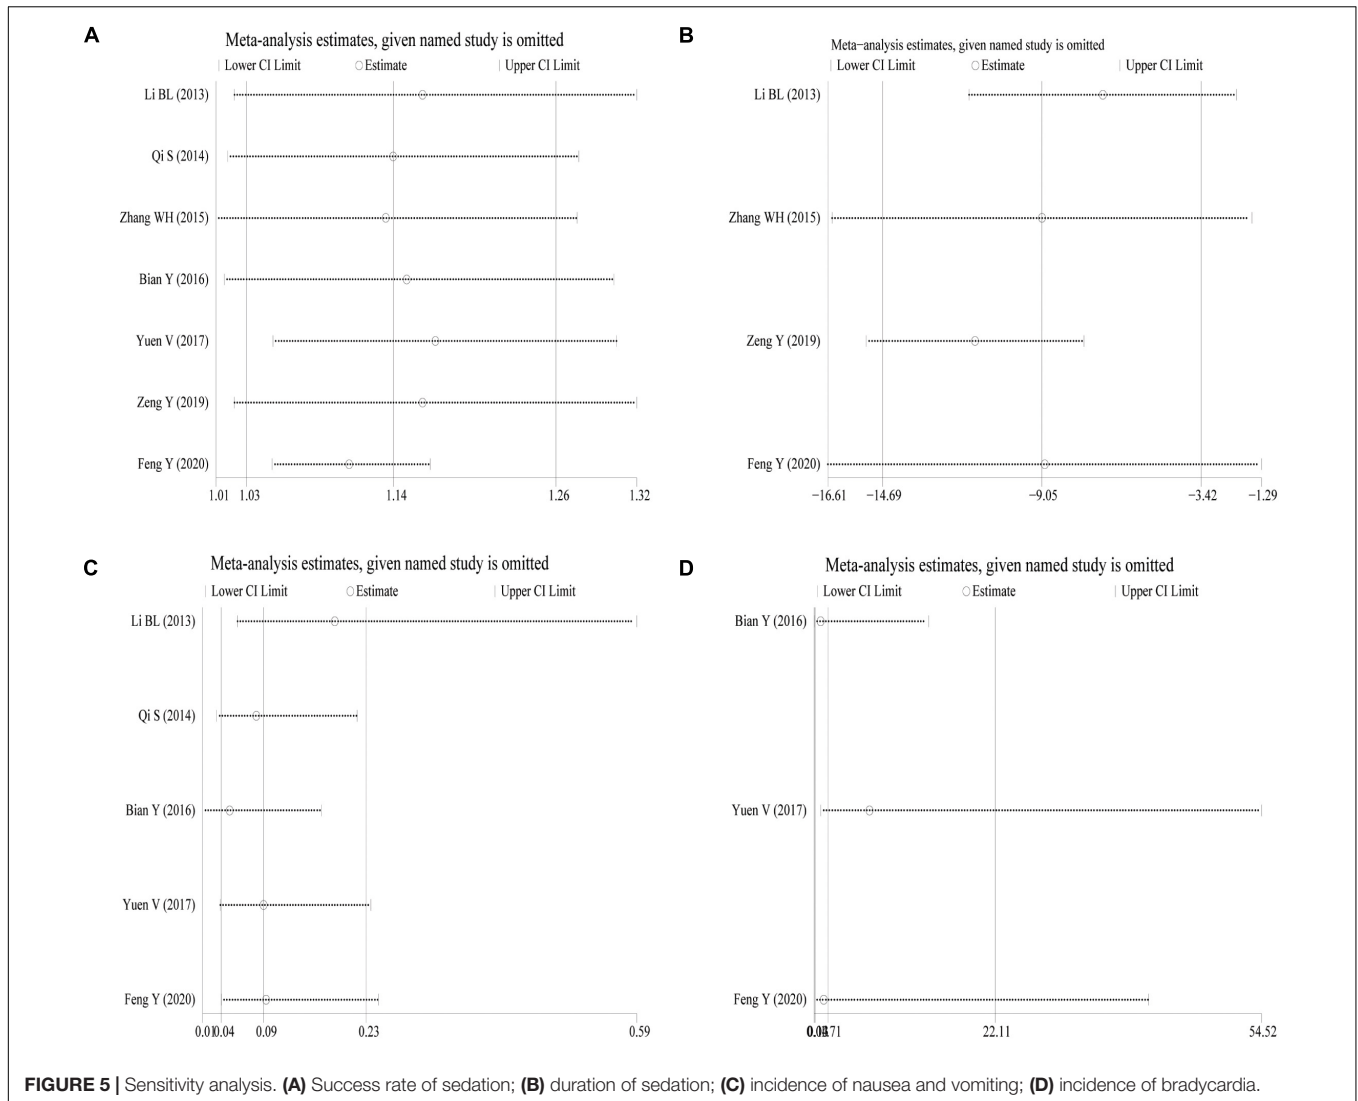 A
Meta-analysis estimates, given named study is omitted
Lower CI Limit Estimate Upper CI Limit
Li BL (2013)
Qi S (2014)
Zhang WH (2015)
Bian Y (2016)
Yuen V (2017)
Zeng Y (2019)
Feng Y (2020)
1.01 1.03 1.14 1.26 1.32
B
Meta-analysis estimates, given named study is omitted
Lower CI Limit Estimate Upper CI Limit
Li BL (2013)
Zhang WH (2015)
Zeng Y (2019)
Feng Y (2020)
−16.61 −14.69 −9.05 −3.42 −1.29
C
Meta-analysis estimates, given named study is omitted
Lower CI Limit Estimate Upper CI Limit
Li BL (2013)
Qi S (2014)
Bian Y (2016)
Yuen V (2017)
Feng Y (2020)
0.01 0.04 0.09 0.23 0.59
D
Meta-analysis estimates, given named study is omitted
Lower CI Limit Estimate Upper CI Limit
Bian Y (2016)
Yuen V (2017)
Feng Y (2020)
22.11 54.52
FIGURE 5 | Sensitivity analysis. (A) Success rate of sedation; (B) duration of sedation; (C) incidence of nausea and vomiting; (D) incidence of bradycardia.